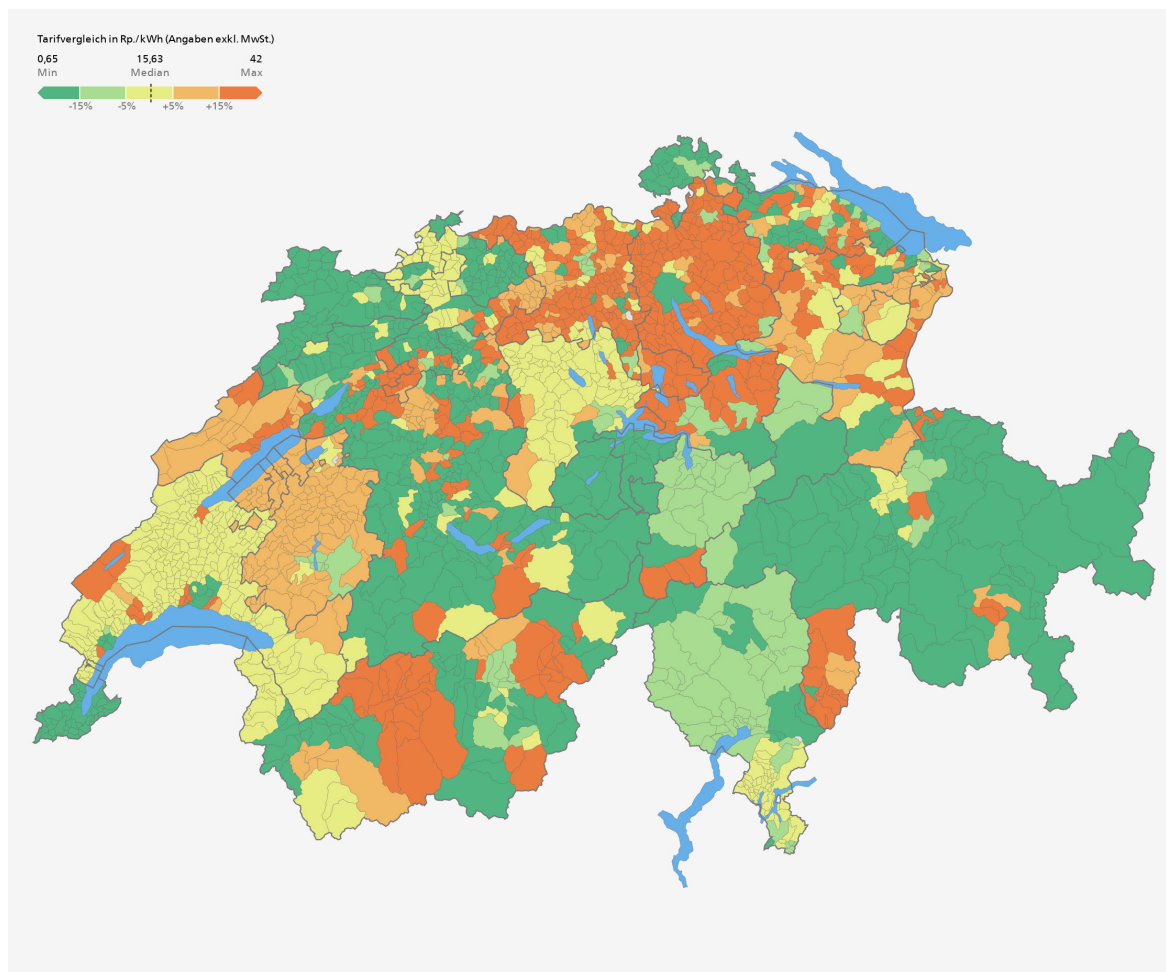 Tarifvergleich in Rp./kWh (Angaben exkl. MwSt.)
0,65 15,63 42
Min Median Max
-15% -5% +5% +15%